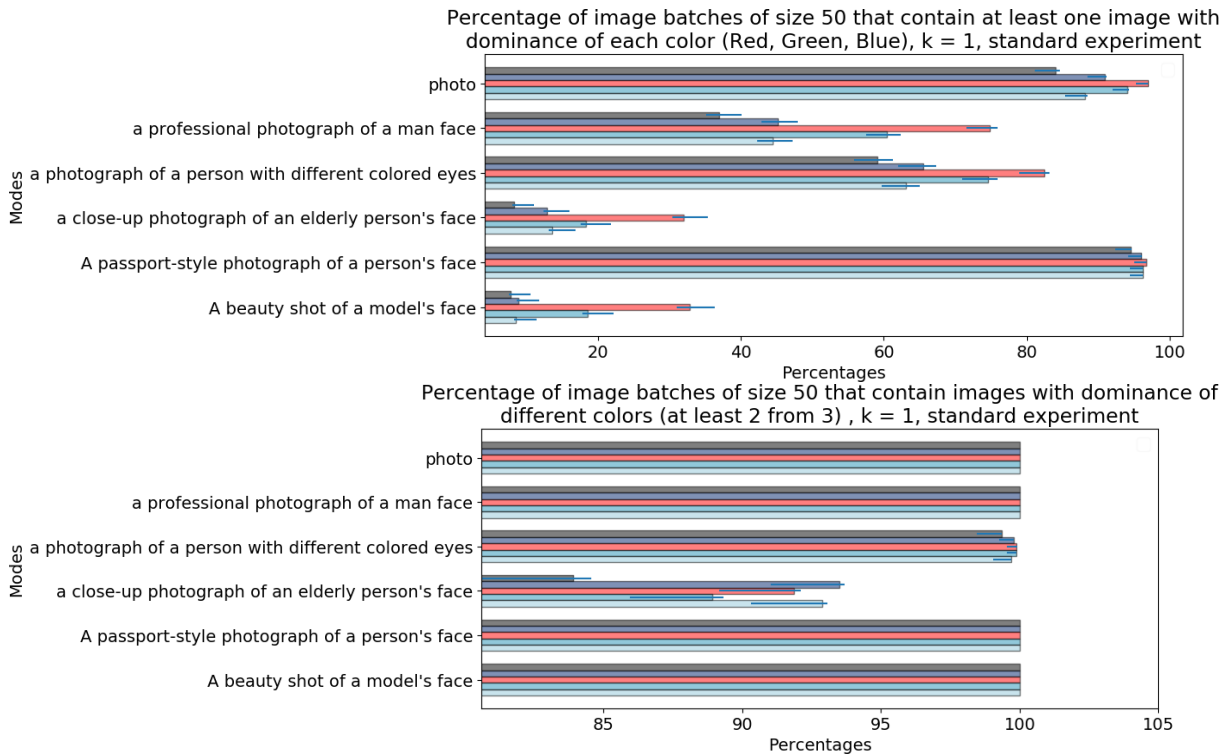 Percentage of image batches of size 50 that contain at least one image with
dominance of each color (Red, Green, Blue), k = 1, standard experiment
Modes
photo
a professional photograph of a man face
a photograph of a person with different colored eyes
a close-up photograph of an elderly person's face
A passport-style photograph of a person's face
A beauty shot of a model's face
20 40 60 80 100
Percentages
Percentage of image batches of size 50 that contain images with dominance of
different colors (at least 2 from 3) , k = 1, standard experiment
Modes
photo
a professional photograph of a man face
a photograph of a person with different colored eyes
a close-up photograph of an elderly person's face
A passport-style photograph of a person's face
A beauty shot of a model's face
85 90 95 100 105
Percentages